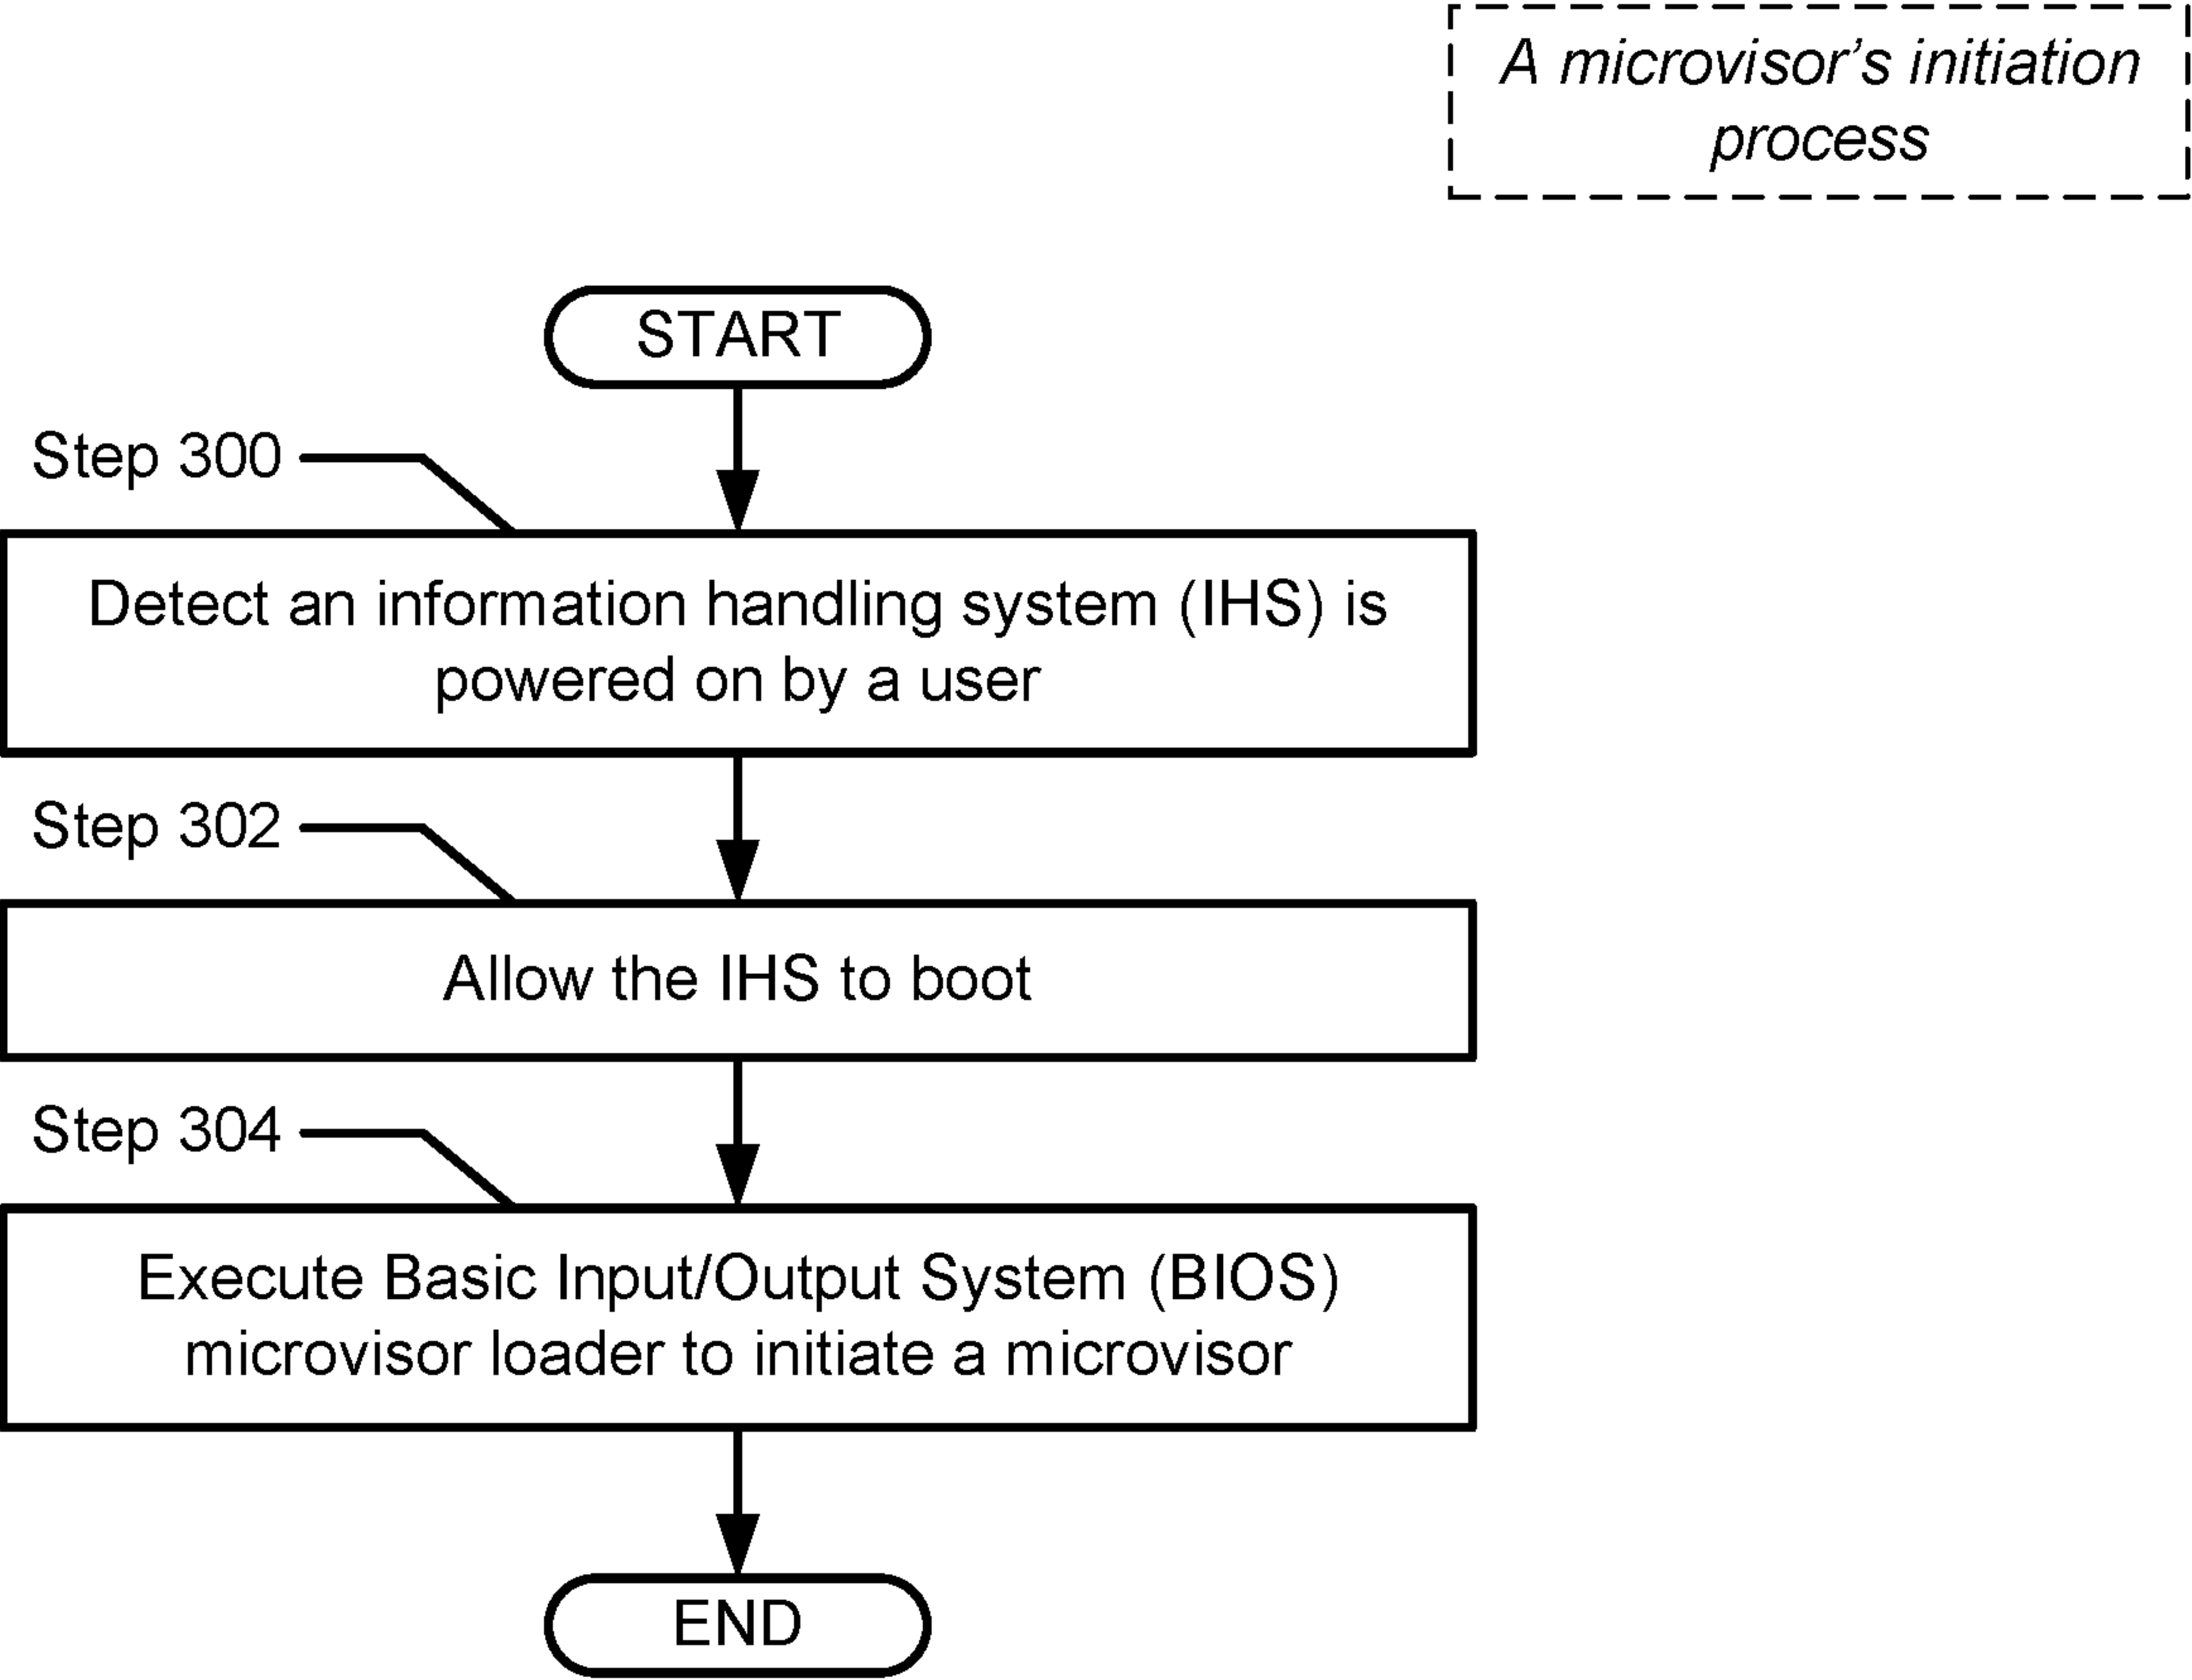 A microvisor’s initiation
process
START
Step 300
Detect an information handling system (IHS) is
powered on by a user
Step 302
Allow the IHS to boot
Step 304
Execute Basic Input/Output System (BIOS)
microvisor loader to initiate a microvisor
END